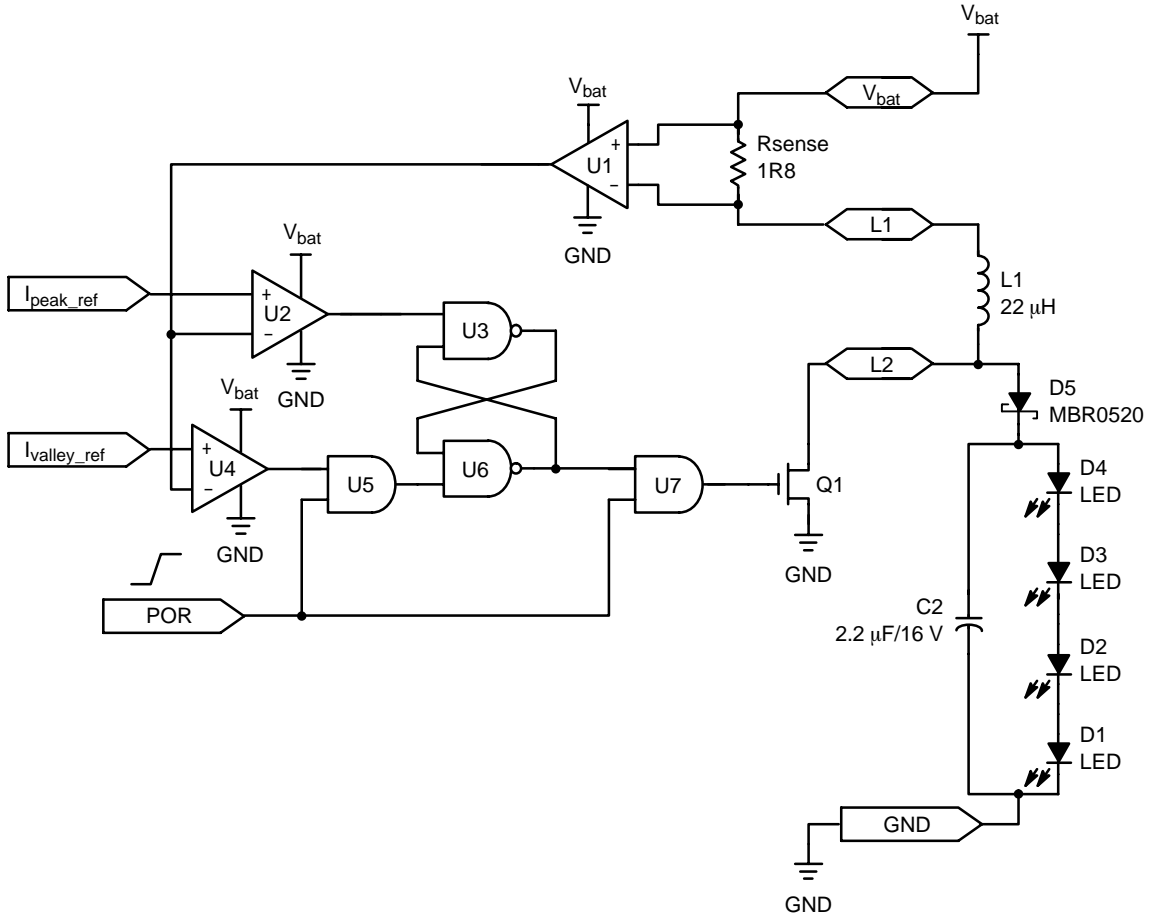 Vbat
Vbat
Vbat
+
−
U1
GND
Rsense
1R8
L1
L1
22 μH
Vbat
Ipeak_ref
+
−
U2
GND
U3
L2
D5
MBR0520
Vbat
Ivalley_ref
+
−
U4
GND
U5
U6
U7
Q1
GND
D4
LED
D3
LED
POR
C2
2.2 μF/16 V
D2
LED
D1
LED
GND
GND